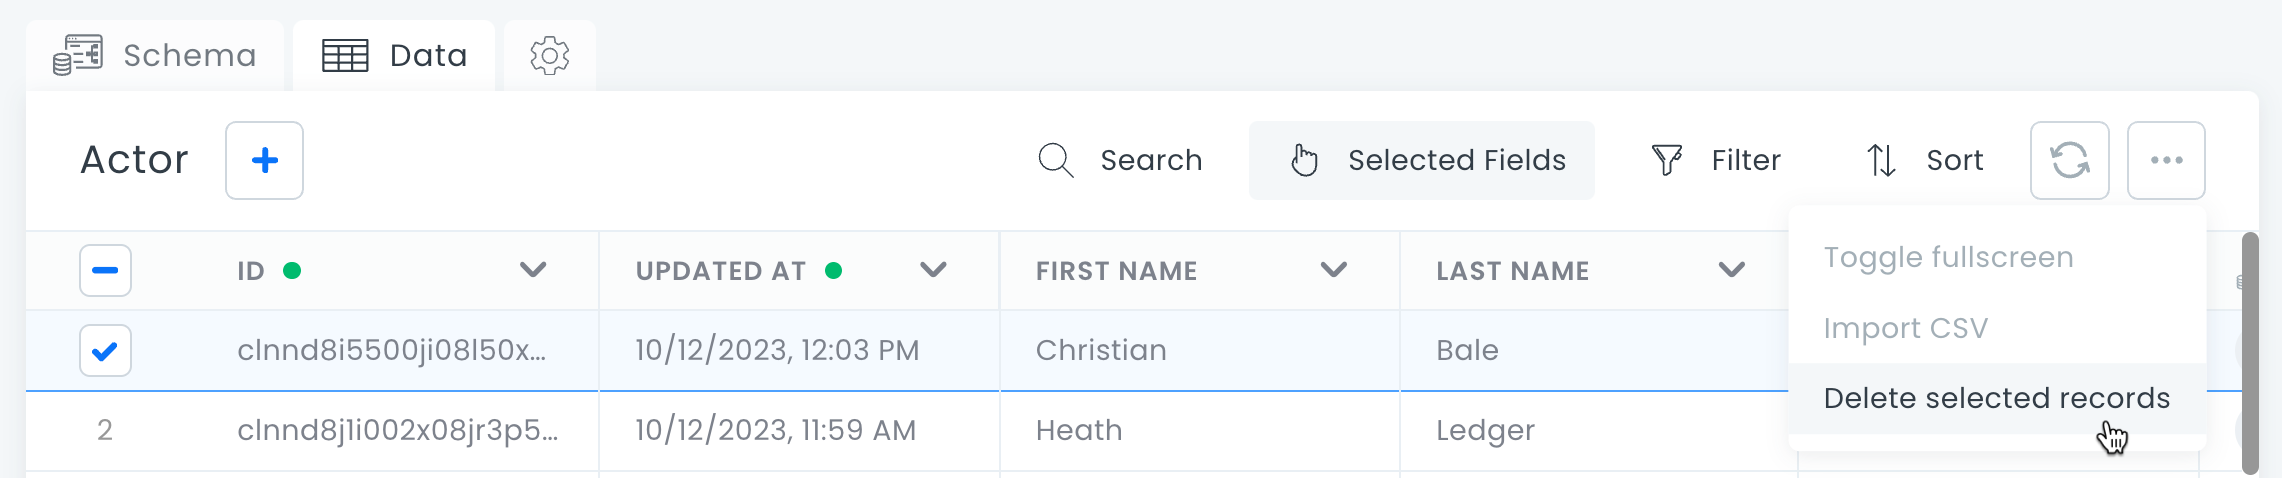 Schema Data
Actor Search Selected Fields Filter Sort
Toggle fullscreen
ID UPDATED AT FIRST NAME LAST NAME
Import CSV
clnnd8i5500ji08l50x... 10/12/2023, 12:03 PM Christian Bale
Delete selected records
2 clnnd8j1i002x08jr3p5... 10/12/2023, 11:59 AM Heath Ledger